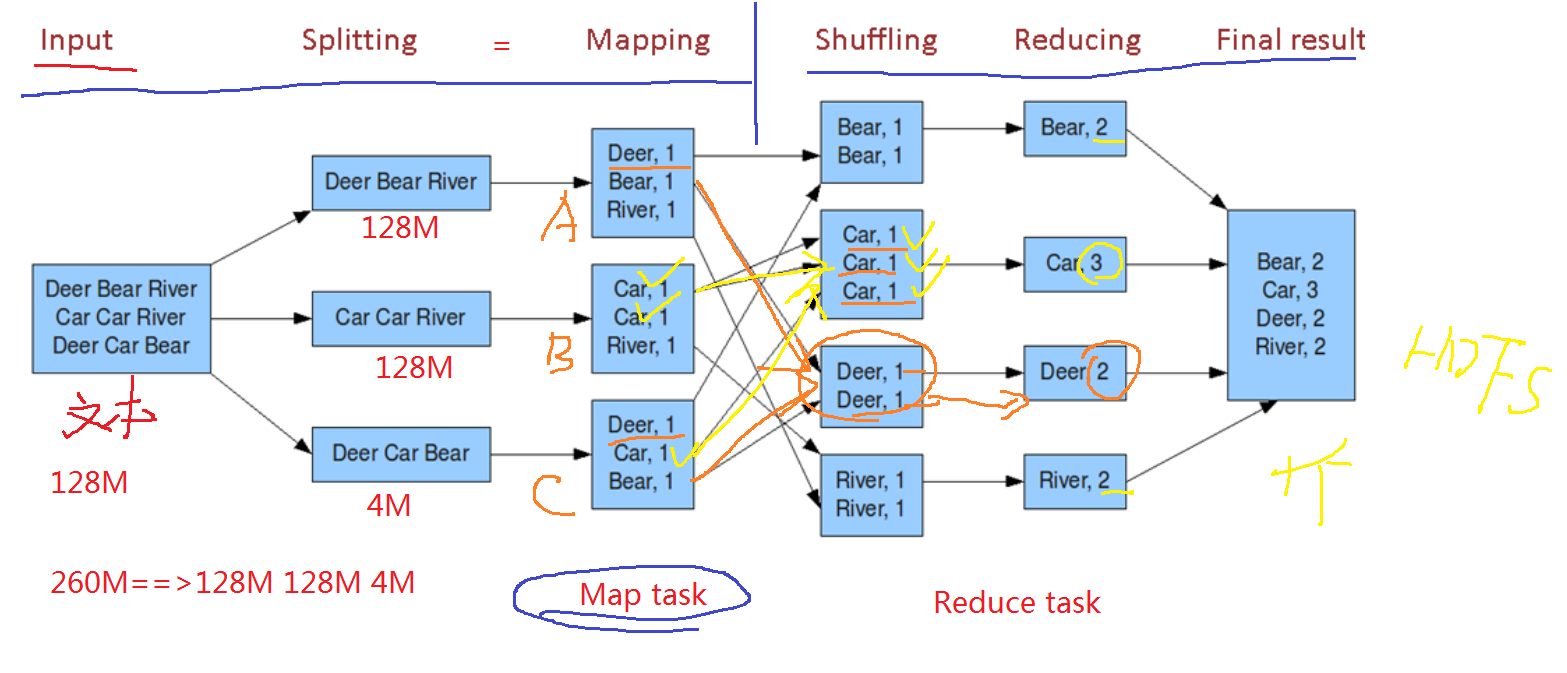 Input
Splitting
=
Mapping
Shuffling
Reducing
Final result
Deer Bear River
Car Car River
Deer Car Bear
文本
128M
Deer Bear River
128M
Car Car River
128M
Deer Car Bear
4M
A
Deer, 1
Bear, 1
River, 1
B
Car, 1
Car, 1
River, 1
C
Deer, 1
Car, 1
Bear, 1
Bear, 1
Bear, 1
Car, 1
Car, 1
Car, 1
Deer, 1
Deer, 1
River, 1
River, 1
Bear, 2
Car, 3
Deer, 2
River, 2
Bear, 2
Car, 3
Deer, 2
River, 2
HDFS
260M==>128M 128M 4M
Map task
Reduce task